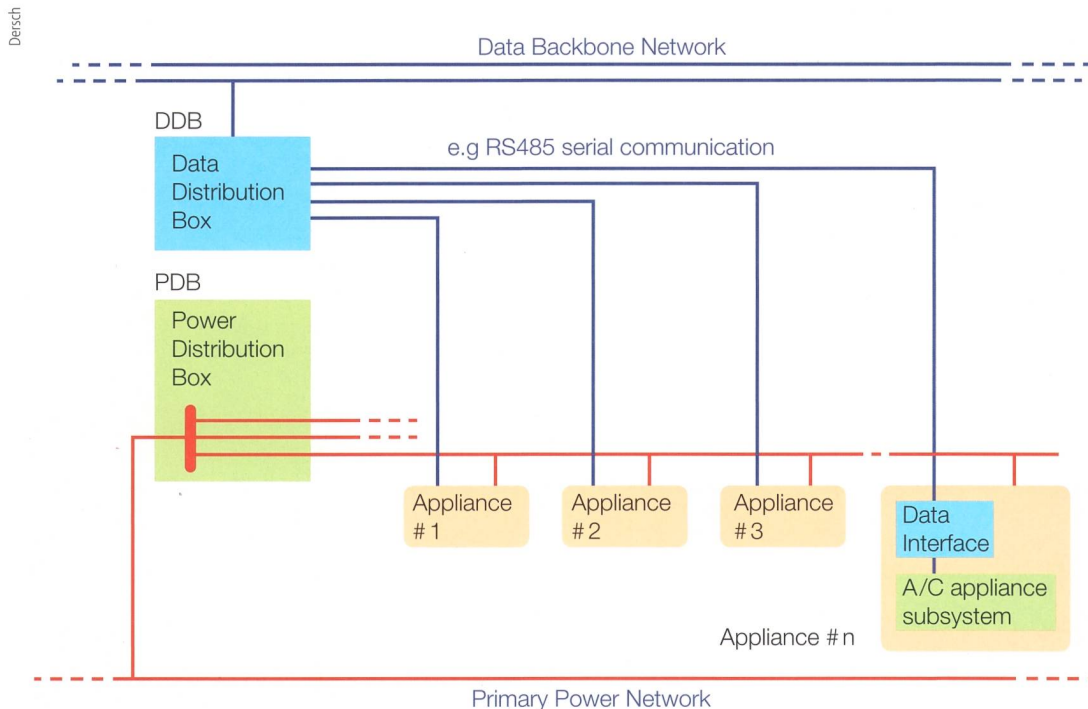 Dersch
Data Backbone Network
DDB
Data
Distribution
Box
e.g RS485 serial communication
PDB
Power
Distribution
Box
Appliance
# 1
Appliance
# 2
Appliance
# 3
Data
Interface
A/C appliance
subsystem
Appliance # n
Primary Power Network